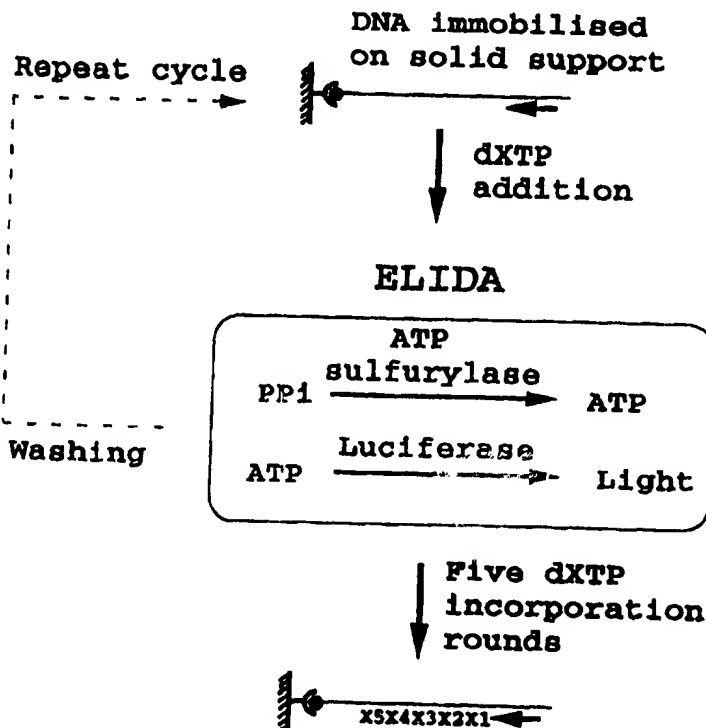 DNA immobilised
on solid support
Repeat cycle
dXTP
addition
ELIDA
ATP
sulfurylase
PPi
ATP
Washing
Luciferase
ATP
Light
Five dXTP
incorporation
rounds
X5X4X3X2X1